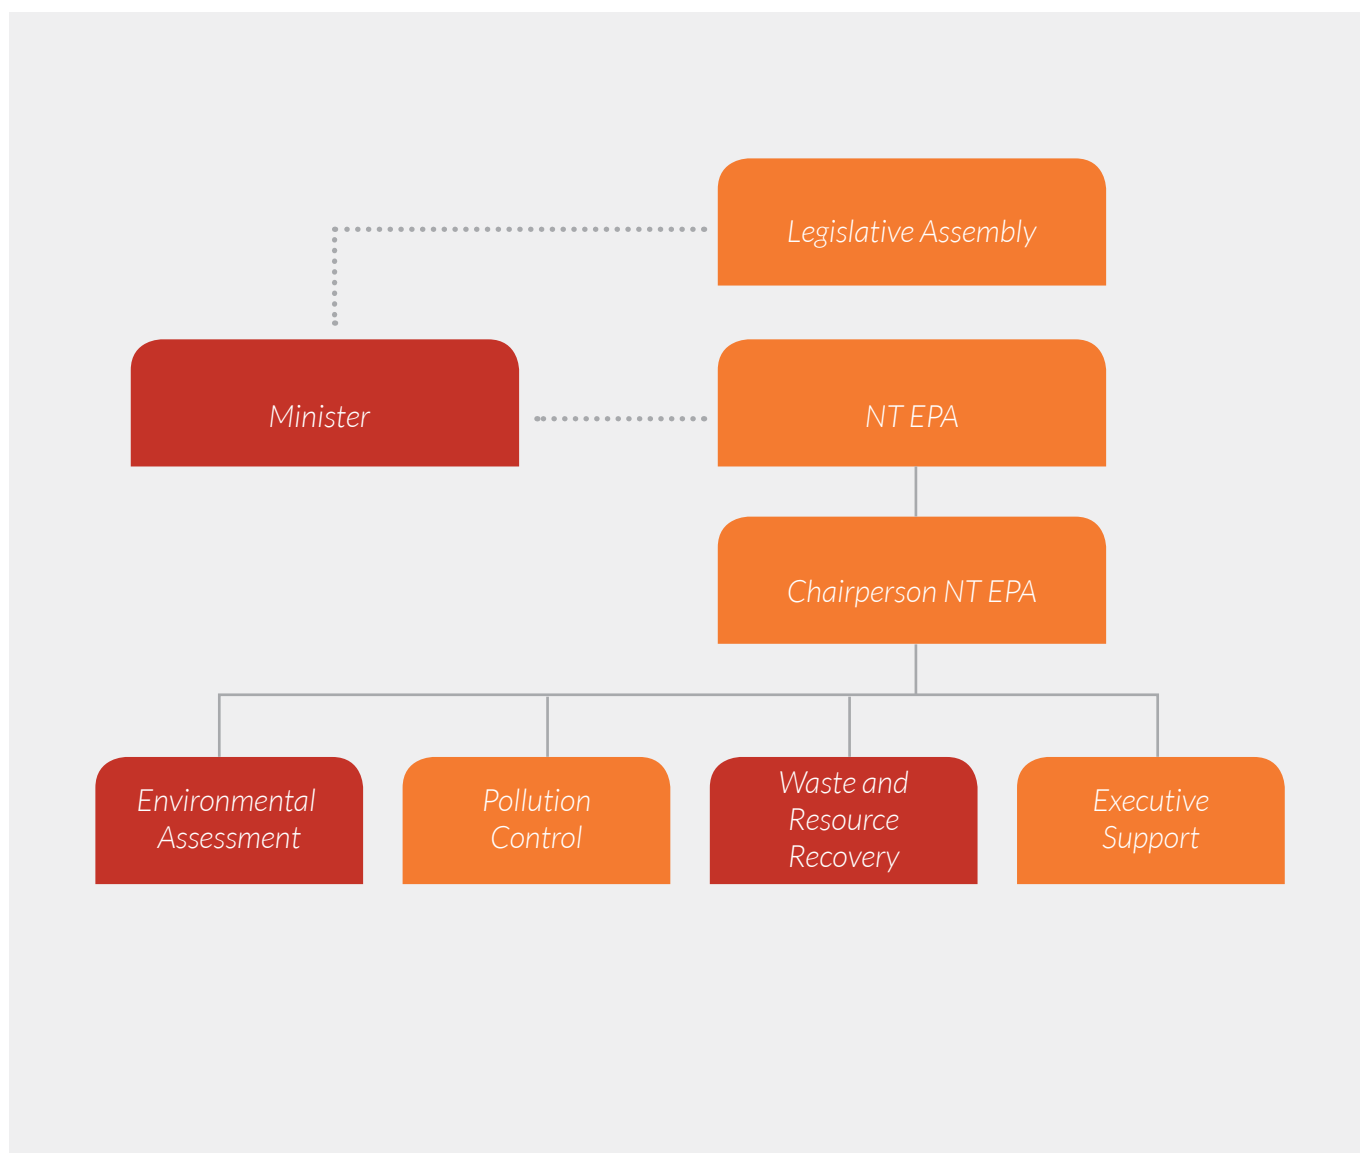 Legislative Assembly
Minister
NT EPA
Chairperson NT EPA
Environmental
Assessment
Pollution
Control
Waste and
Resource
Recovery
Executive
Support